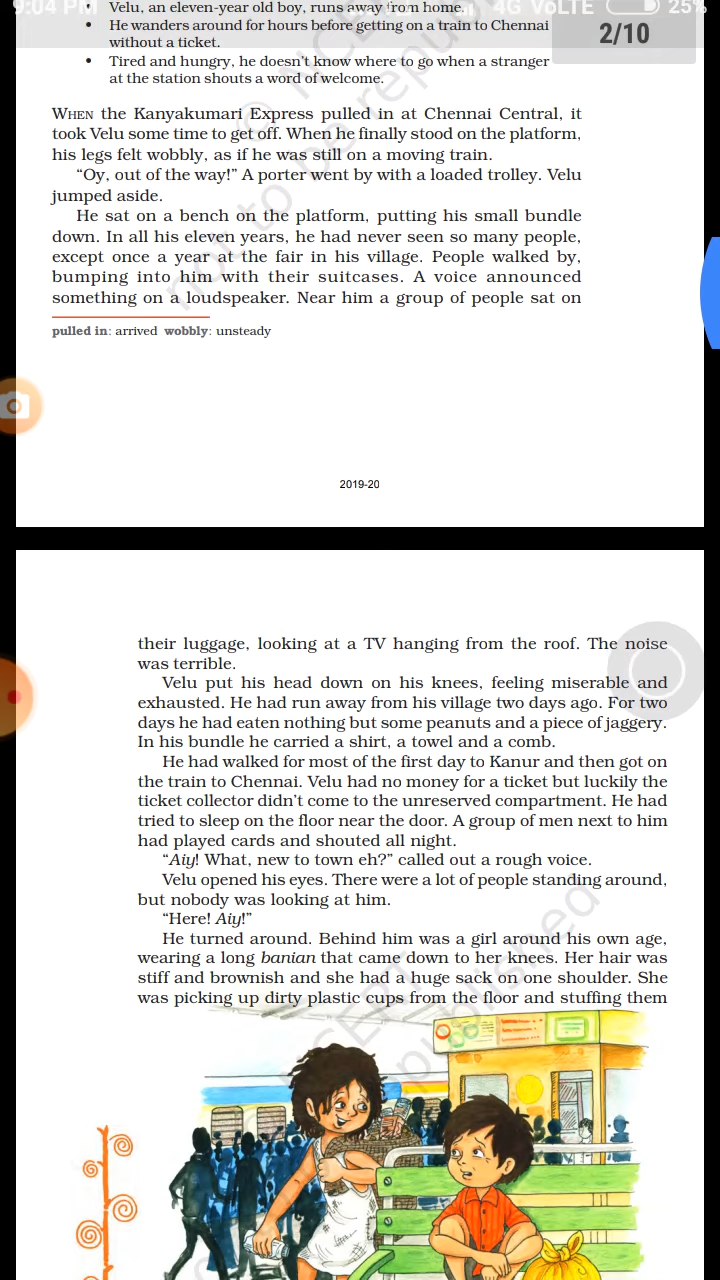 9:04 PM
4G VoLTE
25%
2/10
• Velu, an eleven-year old boy, runs away from home.
• He wanders around for hours before getting on a train to Chennai
without a ticket.
• Tired and hungry, he doesn't know where to go when a stranger
at the station shouts a word of welcome.
WHEN the Kanyakumari Express pulled in at Chennai Central, it
took Velu some time to get off. When he finally stood on the platform,
his legs felt wobbly, as if he was still on a moving train.
“Oy, out of the way!” A porter went by with a loaded trolley. Velu
jumped aside.
He sat on a bench on the platform, putting his small bundle
down. In all his eleven years, he had never seen so many people,
except once a year at the fair in his village. People walked by,
bumping into him with their suitcases. A voice announced
something on a loudspeaker. Near him a group of people sat on
pulled in: arrived wobbly: unsteady
© NCE
not to be repu
2019-20
their luggage, looking at a TV hanging from the roof. The noise
was terrible.
Velu put his head down on his knees, feeling miserable and
exhausted. He had run away from his village two days ago. For two
days he had eaten nothing but some peanuts and a piece of jaggery.
In his bundle he carried a shirt, a towel and a comb.
He had walked for most of the first day to Kanur and then got on
the train to Chennai. Velu had no money for a ticket but luckily the
ticket collector didn't come to the unreserved compartment. He had
tried to sleep on the floor near the door. A group of men next to him
had played cards and shouted all night.
“Aiy! What, new to town eh?” called out a rough voice.
Velu opened his eyes. There were a lot of people standing around,
but nobody was looking at him.
“Here! Aiy!”
He turned around. Behind him was a girl around his own age,
wearing a long banian that came down to her knees. Her hair was
stiff and brownish and she had a huge sack on one shoulder. She
was picking up dirty plastic cups from the floor and stuffing them
CERT
epublished